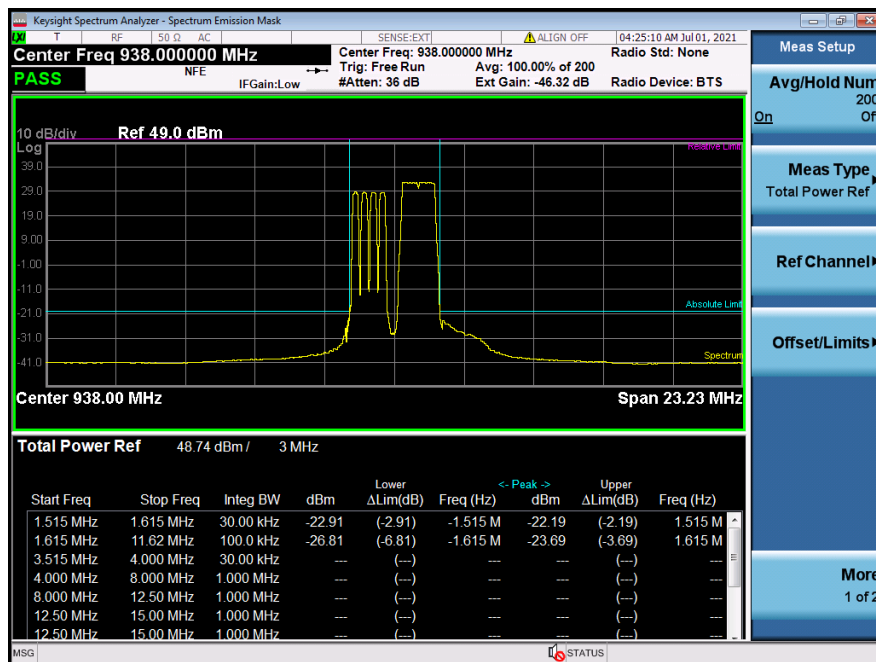 Keysight Spectrum Analyzer - Spectrum Emission Mask
LXI T RF 50 Ω AC SENSE:EXT ALIGN OFF 04:25:10 AM Jul 01, 2021
Center Freq 938.000000 MHz
Center Freq: 938.000000 MHz Radio Std: None
NFE Trig: Free Run Avg: 100.00% of 200
PASS IFGain:Low #Atten: 36 dB Ext Gain: -46.32 dB Radio Device: BTS
10 dB/div Ref 49.0 dBm
Log
Relative Limit
39.0
29.0
19.0
9.00
-1.00
-11.0
Absolute Limit
-21.0
-31.0
Spectrum
-41.0
Center 938.00 MHz Span 23.23 MHz
Total Power Ref 48.74 dBm / 3 MHz
Lower <- Peak -> Upper
Start Freq Stop Freq Integ BW dBm ΔLim(dB) Freq (Hz) dBm ΔLim(dB) Freq (Hz)
1.515 MHz 1.615 MHz 30.00 kHz -22.91 (-2.91) -1.515 M -22.19 (-2.19) 1.515 M
1.615 MHz 11.62 MHz 100.0 kHz -26.81 (-6.81) -1.615 M -23.69 (-3.69) 1.615 M
3.515 MHz 4.000 MHz 30.00 kHz --- (---) --- --- (---) ---
4.000 MHz 8.000 MHz 1.000 MHz --- (---) --- --- (---) ---
8.000 MHz 12.50 MHz 1.000 MHz --- (---) --- --- (---) ---
12.50 MHz 15.00 MHz 1.000 MHz --- (---) --- --- (---) ---
12.50 MHz 15.00 MHz 1.000 MHz --- (---) --- --- (---) ---
MSG STATUS
Meas Setup
Avg/Hold Num
200
On Of
Meas Type
Total Power Ref
Ref Channel
Offset/Limits
More
1 of 2